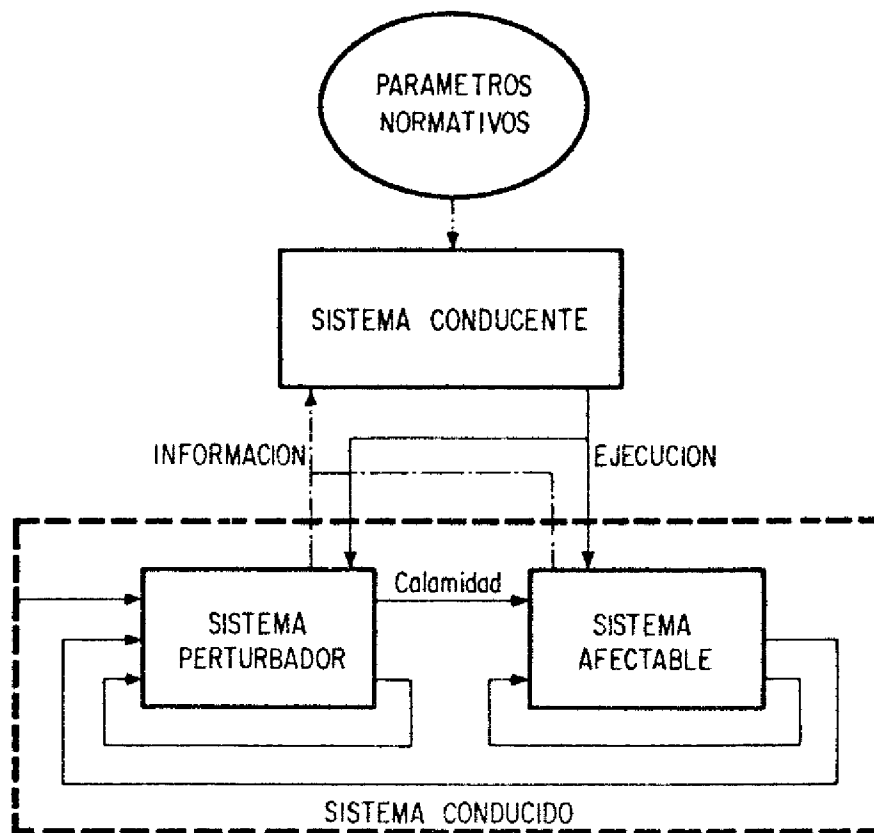 PARAMETROS
NORMATIVOS
SISTEMA CONDUCENTE
INFORMACION
EJECUCION
Calamidad
SISTEMA
PERTURBADOR
SISTEMA
AFECTABLE
SISTEMA CONDUCIDO